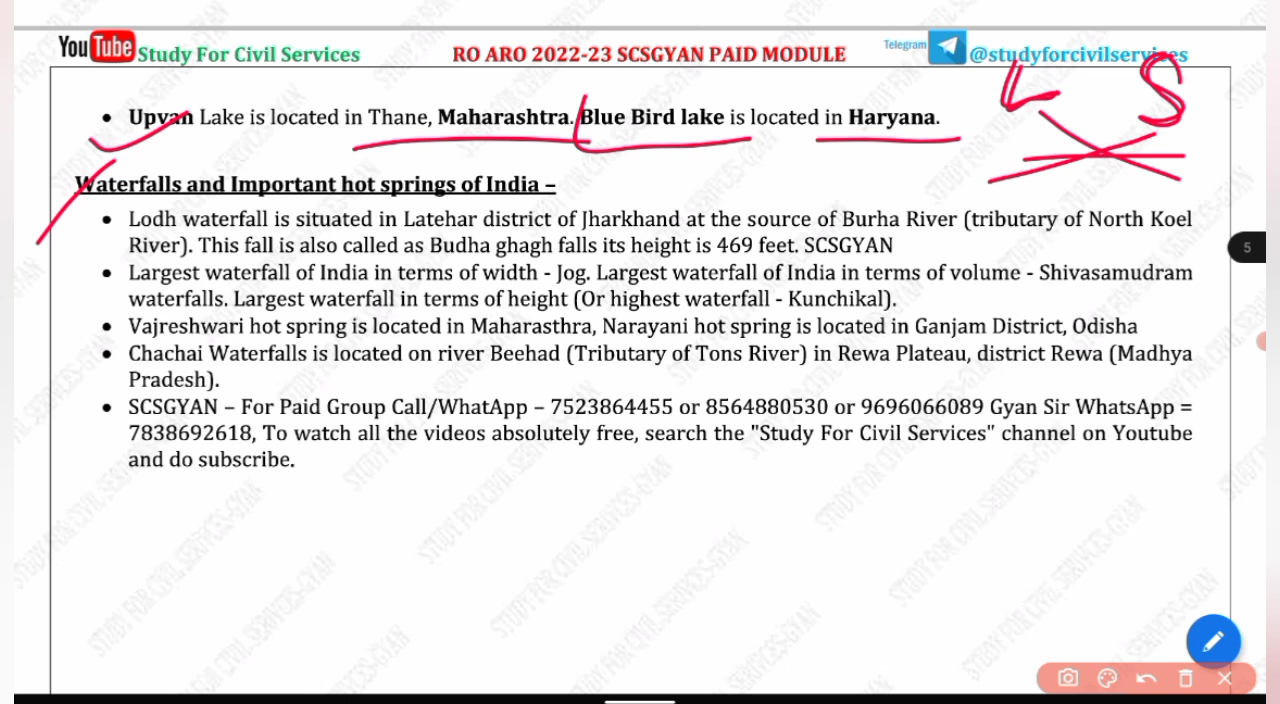 YouTube Study For Civil Services RO ARO 2022-23 SCSGYAN PAID MODULE Telegram @studyforcivilservices
• Upvan Lake is located in Thane, Maharashtra. Blue Bird lake is located in Haryana.
L S
Waterfalls and Important hot springs of India –
• Lodh waterfall is situated in Latehar district of Jharkhand at the source of Burha River (tributary of North Koel
River). This fall is also called as Budha ghagh falls its height is 469 feet. SCSGYAN
• Largest waterfall of India in terms of width - Jog. Largest waterfall of India in terms of volume - Shivasamudram
waterfalls. Largest waterfall in terms of height (Or highest waterfall - Kunchikal).
• Vajreshwari hot spring is located in Maharasthra, Narayani hot spring is located in Ganjam District, Odisha
• Chachai Waterfalls is located on river Beehad (Tributary of Tons River) in Rewa Plateau, district Rewa (Madhya
Pradesh).
• SCSGYAN – For Paid Group Call/WhatApp – 7523864455 or 8564880530 or 9696066089 Gyan Sir WhatsApp =
7838692618, To watch all the videos absolutely free, search the "Study For Civil Services" channel on Youtube
and do subscribe.
5
STUDY FOR CIVIL SERVICES-GYAN